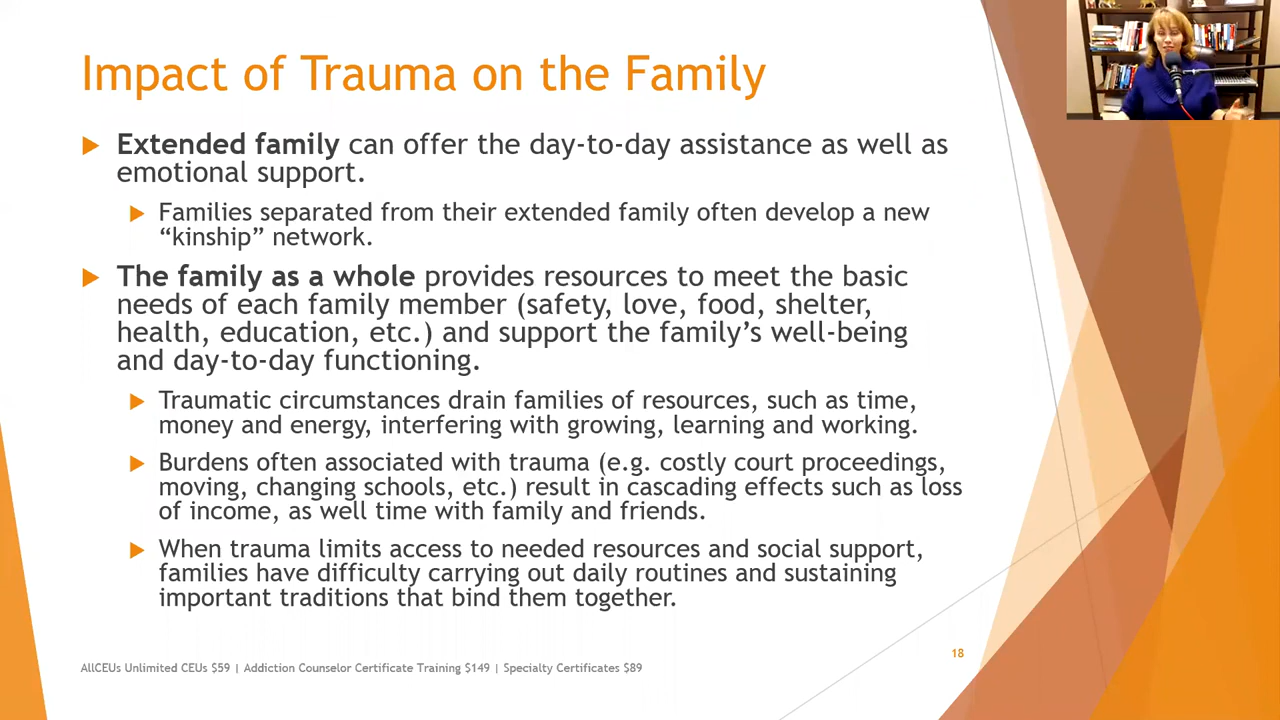 Impact of Trauma on the Family
Extended family can offer the day-to-day assistance as well as
emotional support.
Families separated from their extended family often develop a new
“kinship” network.
The family as a whole provides resources to meet the basic
needs of each family member (safety, love, food, shelter,
health, education, etc.) and support the family’s well-being
and day-to-day functioning.
Traumatic circumstances drain families of resources, such as time,
money and energy, interfering with growing, learning and working.
Burdens often associated with trauma (e.g. costly court proceedings,
moving, changing schools, etc.) result in cascading effects such as loss
of income, as well time with family and friends.
When trauma limits access to needed resources and social support,
families have difficulty carrying out daily routines and sustaining
important traditions that bind them together.
18
AllCEUs Unlimited CEUs $59 | Addiction Counselor Certificate Training $149 | Specialty Certificates $89